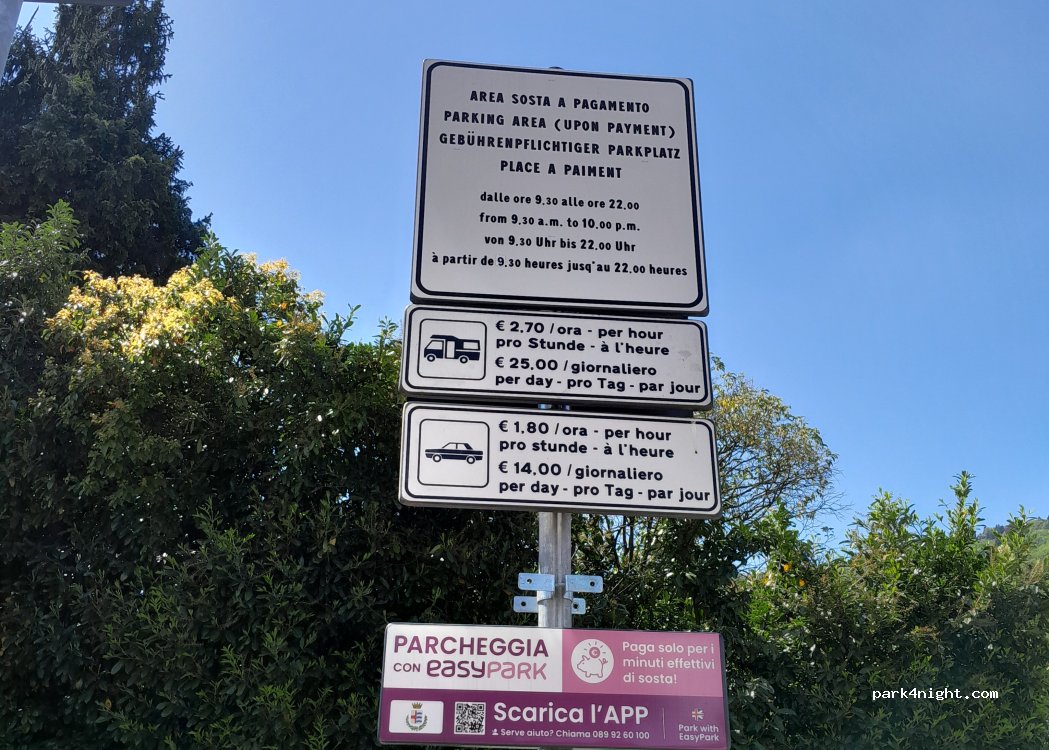 AREA SOSTA A PAGAMENTO
PARKING AREA (UPON PAYMENT)
GEBÜHRENPFLICHTIGER PARKPLATZ
PLACE A PAIMENT
dalle ore 9.30 alle ore 22.00
from 9.30 a.m. to 10.00 p.m.
von 9.30 Uhr bis 22.00 Uhr
à partir de 9.30 heures jusq'au 22.00 heures
€ 2,70 / ora - per hour
pro Stunde - à l'heure
€ 25,00 / giornaliero
per day - pro Tag - par jour
€ 1,80 / ora - per hour
pro stunde - à l'heure
€ 14,00 / giornaliero
per day - pro Tag - par jour
PARCHEGGIA
CON easyPARK
Paga solo per i
minuti effettivi
di sosta!
Scarica l'APP
Serve aiuto? Chiama 089 92 60 100
Park with
EasyPark
park4night.com